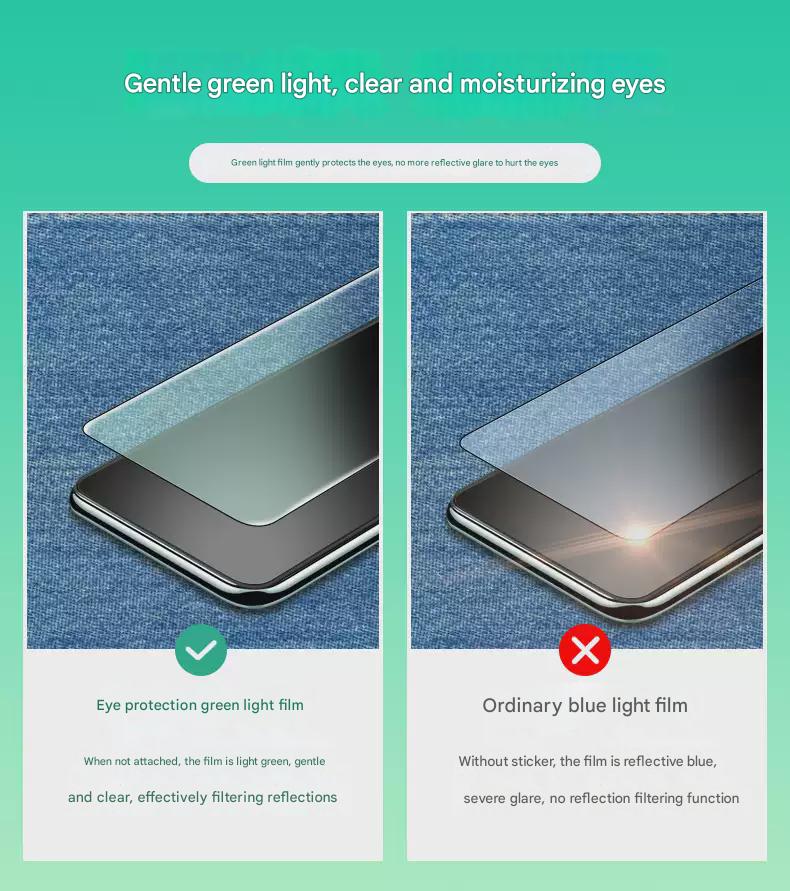 Gentle green light, clear and moisturizing eyes
Green light film gently protects the eyes, no more reflective glare to hurt the eyes
Eye protection green light film
When not attached, the film is light green, gentle
and clear, effectively filtering reflections
Ordinary blue light film
Without sticker, the film is reflective blue,
severe glare, no reflection filtering function